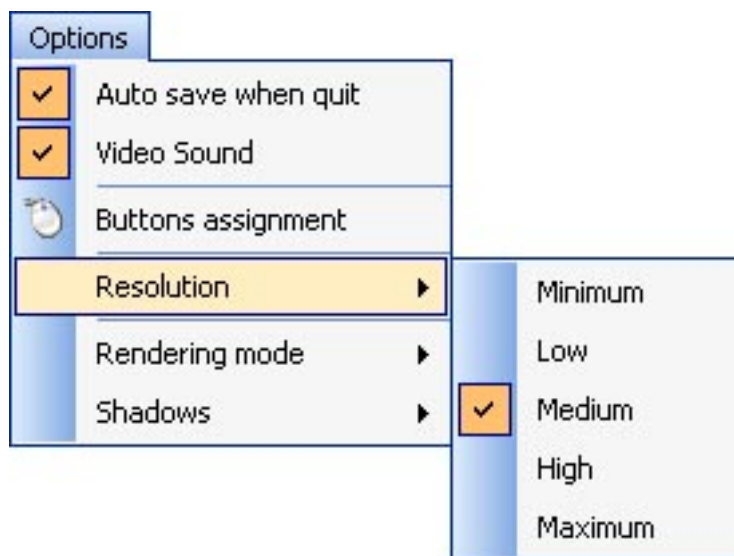 Options
Auto save when quit
Video Sound
Buttons assignment
Resolution
Rendering mode
Shadows
Minimum
Low
Medium
High
Maximum